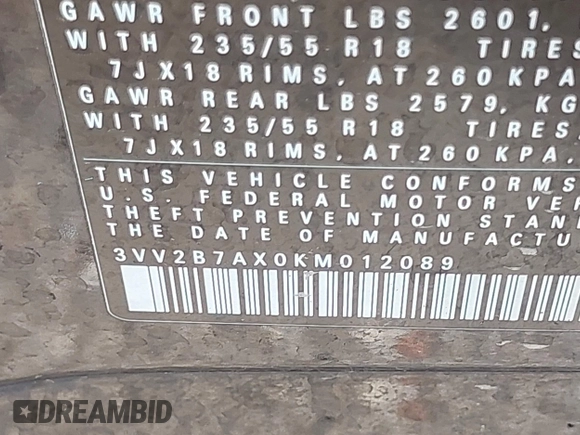 GAWR FRONT LBS 2601,
WITH 235/55 R18 TIRES
7JX18 RIMS, AT 260 KPA
GAWR REAR LBS 2579, KG
WITH 235/55 R18 TIRES
7JX18 RIMS, AT 260 KPA,
THIS VEHICLE CONFORMS
U.S. FEDERAL MOTOR VEH
THEFT PREVENTION STAN
THE DATE OF MANUFACTU
3VV2B7AX0KM012089
DREAMBID